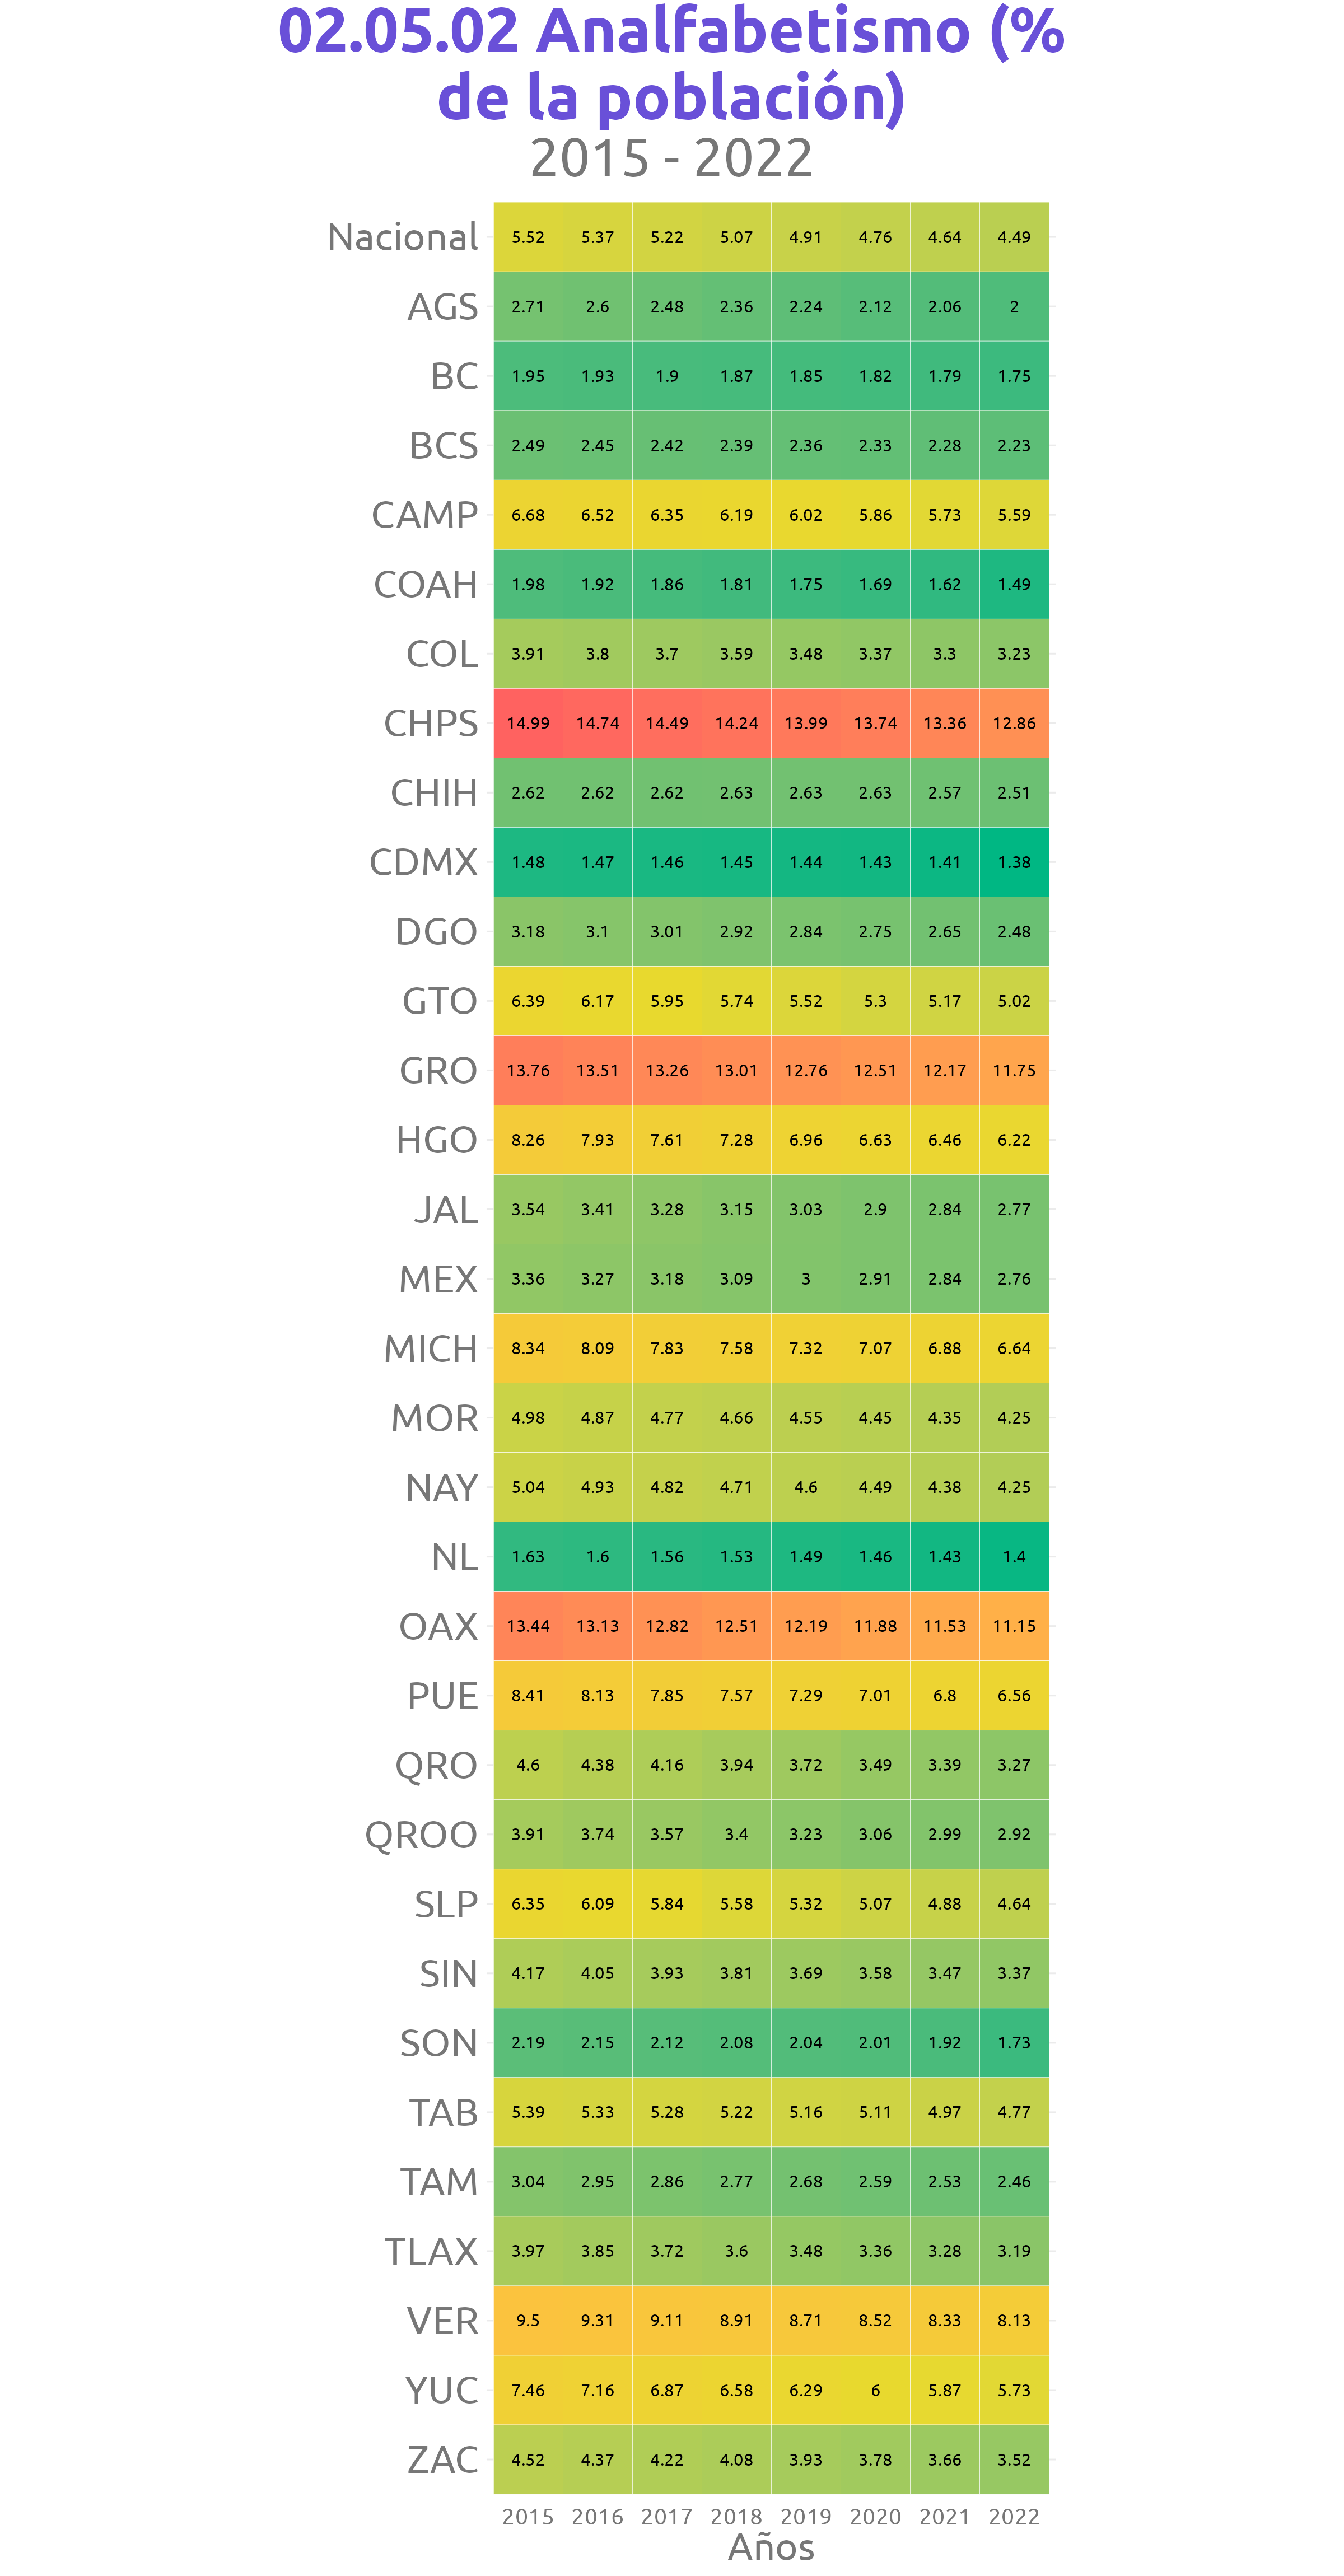 02.05.02 Analfabetismo (%
de la población)
2015 - 2022
Nacional 5.52 5.37 5.22 5.07 4.91 4.76 4.64 4.49
AGS 2.71 2.6 2.48 2.36 2.24 2.12 2.06 2
BC 1.95 1.93 1.9 1.87 1.85 1.82 1.79 1.75
BCS 2.49 2.45 2.42 2.39 2.36 2.33 2.28 2.23
CAMP 6.68 6.52 6.35 6.19 6.02 5.86 5.73 5.59
COAH 1.98 1.92 1.86 1.81 1.75 1.69 1.62 1.49
COL 3.91 3.8 3.7 3.59 3.48 3.37 3.3 3.23
CHPS 14.99 14.74 14.49 14.24 13.99 13.74 13.36 12.86
CHIH 2.62 2.62 2.62 2.63 2.63 2.63 2.57 2.51
CDMX 1.48 1.47 1.46 1.45 1.44 1.43 1.41 1.38
DGO 3.18 3.1 3.01 2.92 2.84 2.75 2.65 2.48
GTO 6.39 6.17 5.95 5.74 5.52 5.3 5.17 5.02
GRO 13.76 13.51 13.26 13.01 12.76 12.51 12.17 11.75
HGO 8.26 7.93 7.61 7.28 6.96 6.63 6.46 6.22
JAL 3.54 3.41 3.28 3.15 3.03 2.9 2.84 2.77
MEX 3.36 3.27 3.18 3.09 3 2.91 2.84 2.76
MICH 8.34 8.09 7.83 7.58 7.32 7.07 6.88 6.64
MOR 4.98 4.87 4.77 4.66 4.55 4.45 4.35 4.25
NAY 5.04 4.93 4.82 4.71 4.6 4.49 4.38 4.25
NL 1.63 1.6 1.56 1.53 1.49 1.46 1.43 1.4
OAX 13.44 13.13 12.82 12.51 12.19 11.88 11.53 11.15
PUE 8.41 8.13 7.85 7.57 7.29 7.01 6.8 6.56
QRO 4.6 4.38 4.16 3.94 3.72 3.49 3.39 3.27
QROO 3.91 3.74 3.57 3.4 3.23 3.06 2.99 2.92
SLP 6.35 6.09 5.84 5.58 5.32 5.07 4.88 4.64
SIN 4.17 4.05 3.93 3.81 3.69 3.58 3.47 3.37
SON 2.19 2.15 2.12 2.08 2.04 2.01 1.92 1.73
TAB 5.39 5.33 5.28 5.22 5.16 5.11 4.97 4.77
TAM 3.04 2.95 2.86 2.77 2.68 2.59 2.53 2.46
TLAX 3.97 3.85 3.72 3.6 3.48 3.36 3.28 3.19
VER 9.5 9.31 9.11 8.91 8.71 8.52 8.33 8.13
YUC 7.46 7.16 6.87 6.58 6.29 6 5.87 5.73
ZAC 4.52 4.37 4.22 4.08 3.93 3.78 3.66 3.52
2015 2016 2017 2018 2019 2020 2021 2022
Años